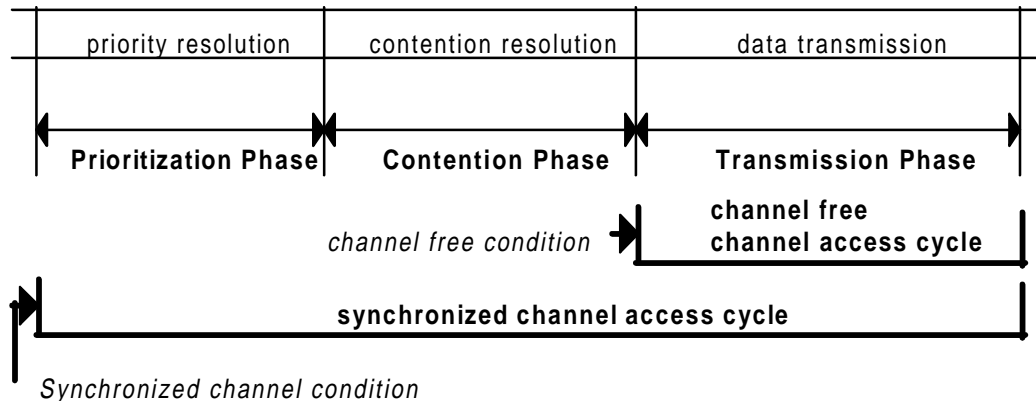 priority resolution contention resolution data transmission
Prioritization Phase Contention Phase Transmission Phase
channel free
channel free condition channel access cycle
synchronized channel access cycle
Synchronized channel condition